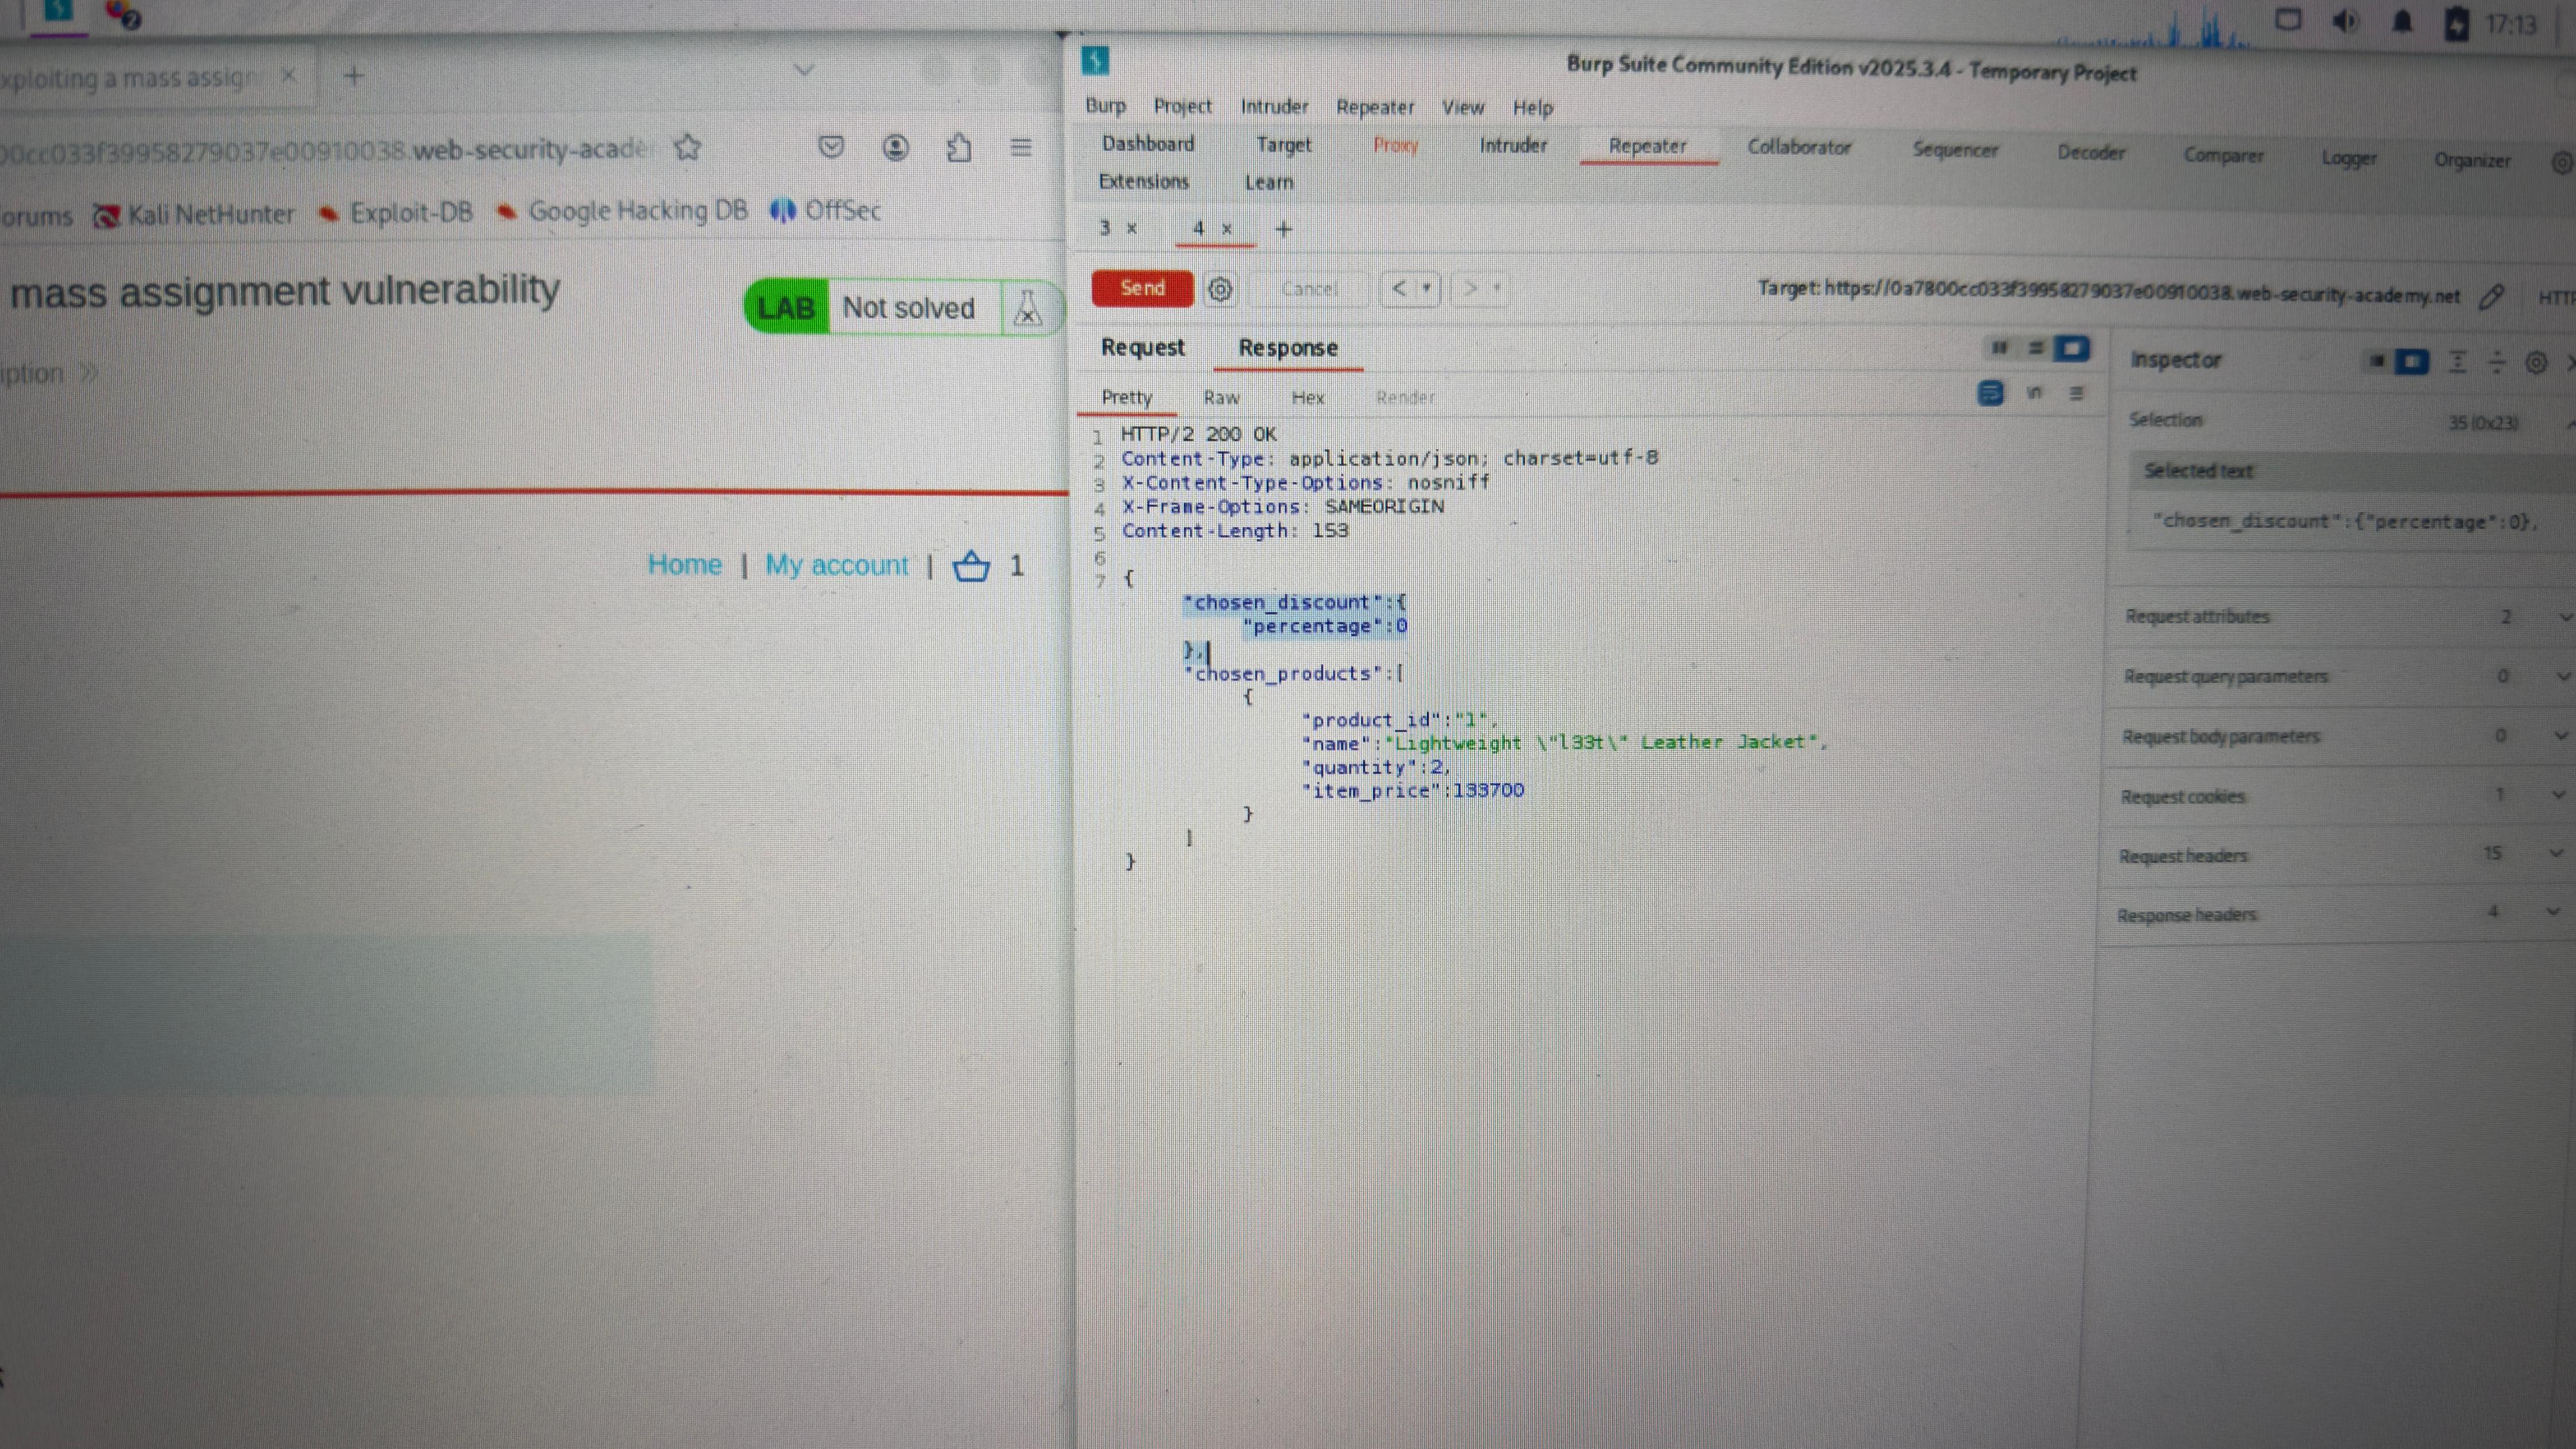 2
17:13
xploiting a mass assign
00cc033f39958279037e00910038.web-security-acade
orums Kali NetHunter Exploit-DB Google Hacking DB OffSec
mass assignment vulnerability
LAB Not solved
iption
Home | My account | 1
Burp Suite Community Edition v2025.3.4 - Temporary Project
Burp Project Intruder Repeater View Help
Dashboard Target Proxy Intruder Repeater Collaborator Sequencer Decoder Comparer Logger Organizer
Extensions Learn
3 × 4 × +
Send Cancel < >
Target: https://0a7800cc033f39958279037e00910038.web-security-academy.net HTTP
Request Response
Pretty Raw Hex Render
1 HTTP/2 200 OK
2 Content-Type: application/json; charset=utf-8
3 X-Content-Type-Options: nosniff
4 X-Frame-Options: SAMEORIGIN
5 Content-Length: 153
6
7 {
"chosen_discount":{
"percentage":0
},
"chosen_products":[
{
"product_id":"1",
"name":"Lightweight \"l33t\" Leather Jacket",
"quantity":2,
"item_price":133700
}
]
}
Inspector
Selection 35 (0x23)
Selected text
"chosen_discount":{"percentage":0},
Request attributes 2
Request query parameters 0
Request body parameters 0
Request cookies 1
Request headers 15
Response headers 4